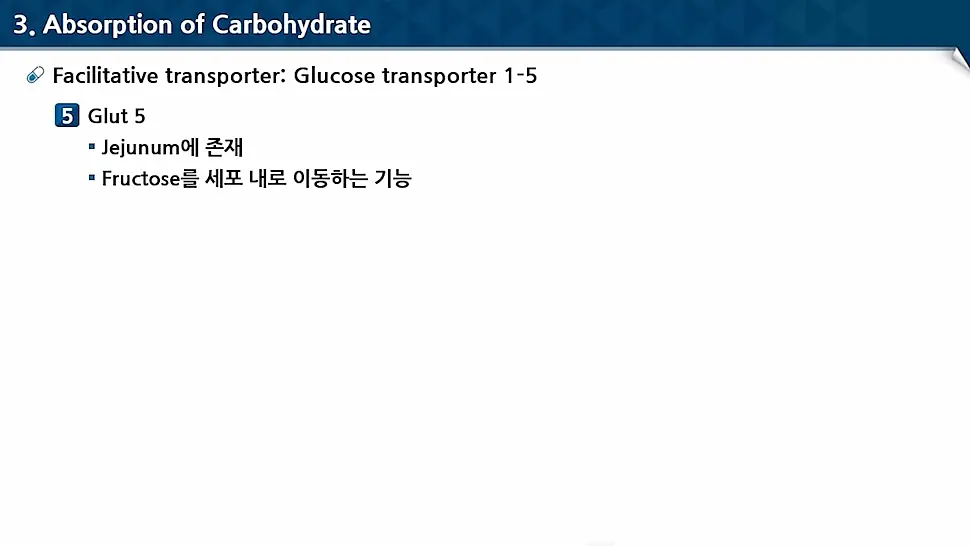 3. Absorption of Carbohydrate
Facilitative transporter: Glucose transporter 1-5
5 Glut 5
▪ Jejunum에 존재
▪ Fructose를 세포 내로 이동하는 기능